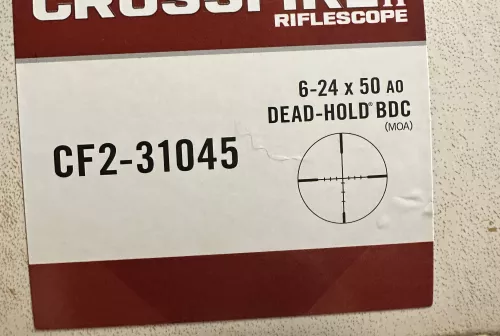 CROSSFIRE II
RIFLESCOPE
6-24 x 50 AO
DEAD-HOLD® BDC
(MOA)
CF2-31045